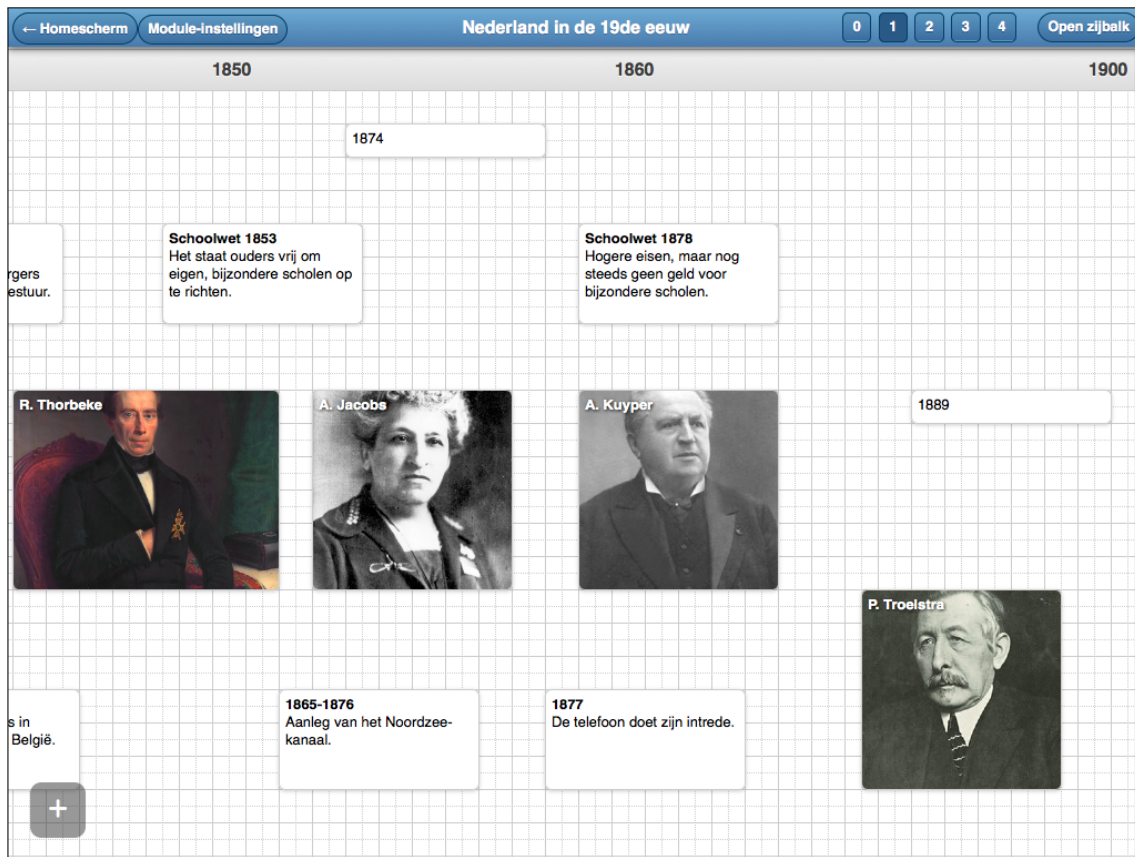 ← Homescherm Module-instellingen Nederland in de 19de eeuw 0 1 2 3 4 Open zijbalk
1850 1860 1900
1874
rgers
estuur.
Schoolwet 1853
Het staat ouders vrij om
eigen, bijzondere scholen op
te richten.
Schoolwet 1878
Hogere eisen, maar nog
steeds geen geld voor
bijzondere scholen.
R. Thorbeke
A. Jacobs
A. Kuyper
1889
P. Troelstra
s in
België.
1865-1876
Aanleg van het Noordzee-
kanaal.
1877
De telefoon doet zijn intrede.
+